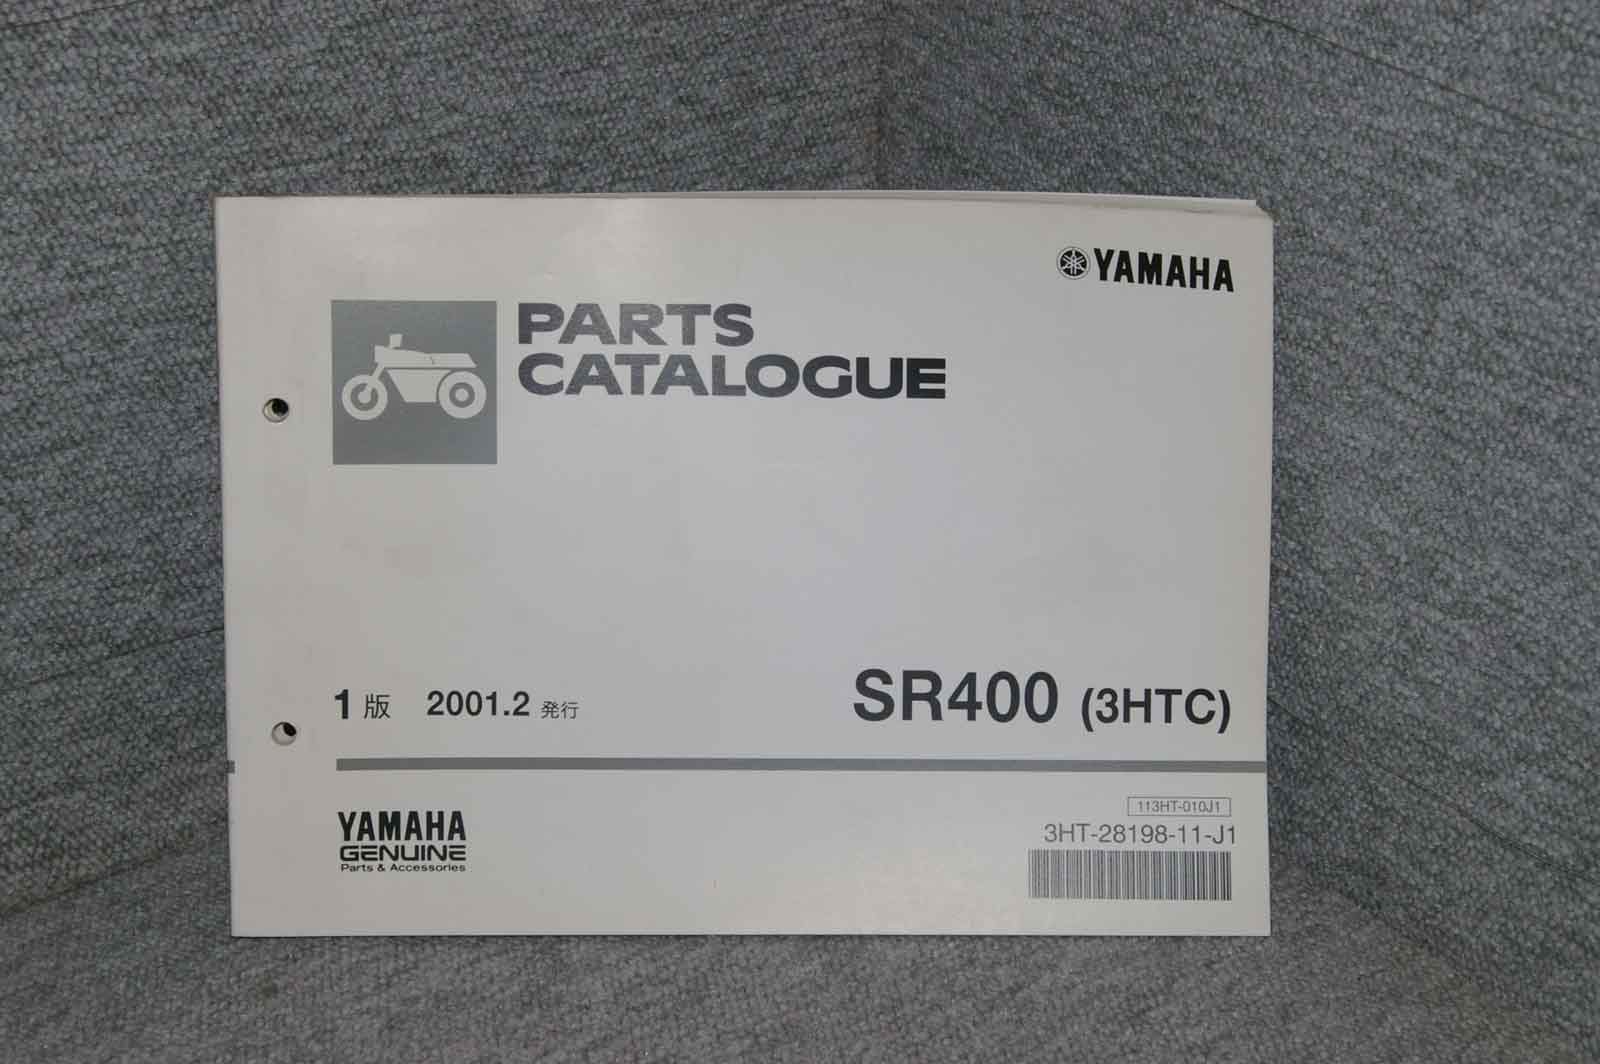 YAMAHA
PARTS
CATALOGUE
1版 2001.2 発行
SR400 (3HTC)
YAMAHA
GENUINE
Parts & Accessories
113HT-010J1
3HT-28198-11-J1